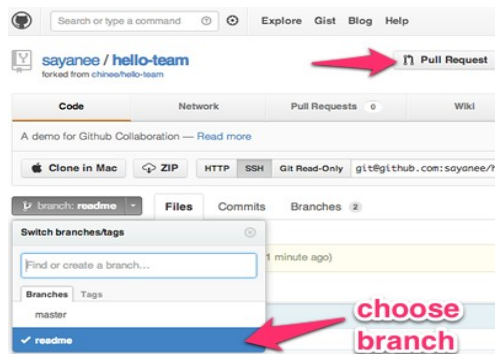 Search or type a command
Explore Gist Blog Help
sayanee / hello-team
forked from chinee/hello-team
Pull Request
Code Network Pull Requests 0 Wiki
A demo for Github Collaboration — Read more
Clone in Mac ZIP HTTP SSH Git Read-Only git@github.com:sayanee/h
branch: readme Files Commits Branches 2
Switch branches/tags
Find or create a branch...
1 minute ago)
Branches Tags
master
readme
choose
branch